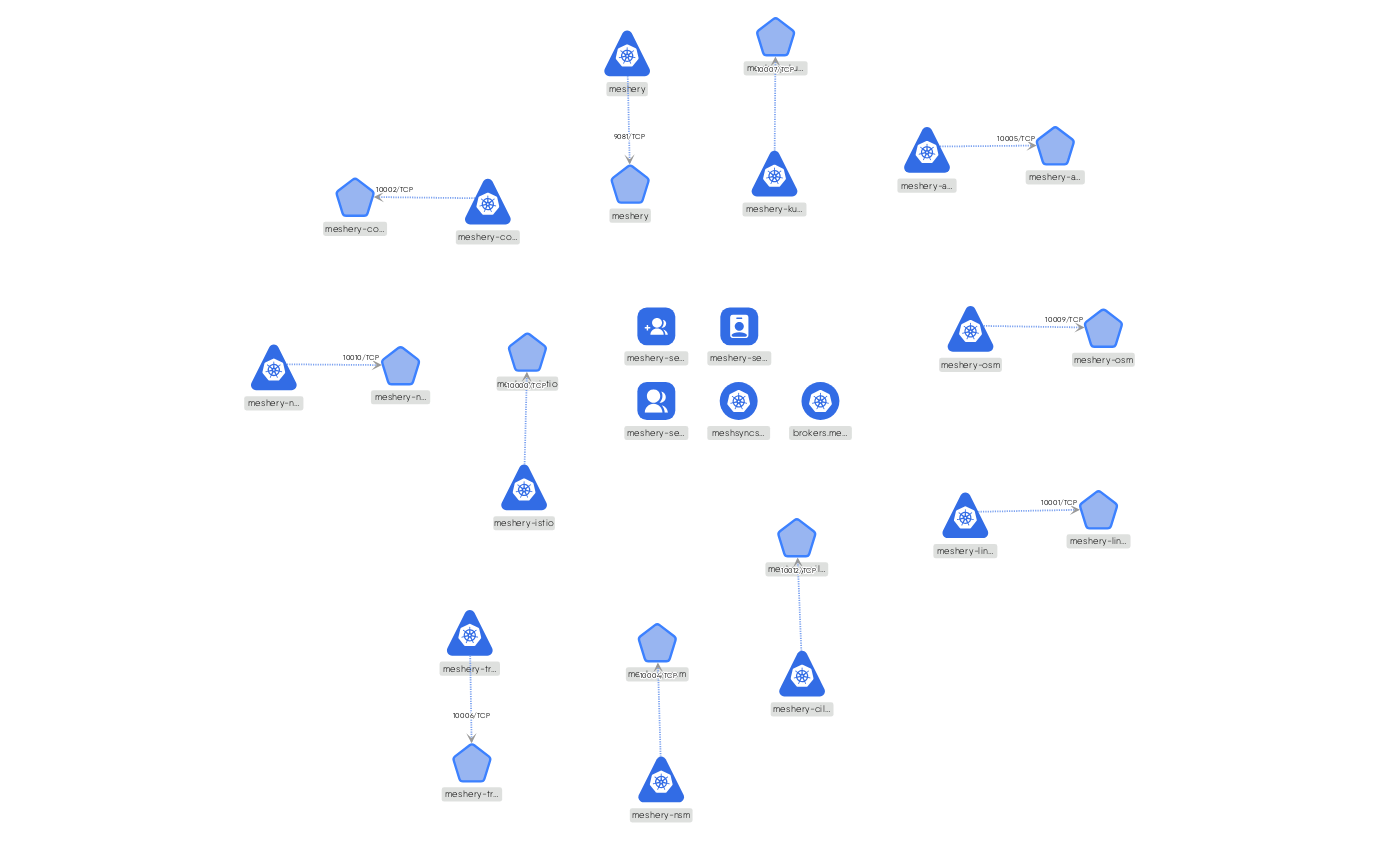 meshery
9081/TCP
meshery
10007/TCP
meshery-ku...
10005/TCP
meshery-a...
meshery-a...
10002/TCP
meshery-co...
meshery-co...
meshery-se...
meshery-se...
meshery-se...
meshsyncs...
brokers.me...
10009/TCP
meshery-osm
meshery-osm
10010/TCP
meshery-n...
meshery-n...
10000/TCP
meshery-istio
10001/TCP
meshery-lin...
meshery-lin...
10012/TCP
meshery-cil...
meshery-tr...
10006/TCP
meshery-tr...
10004/TCP
meshery-nsm